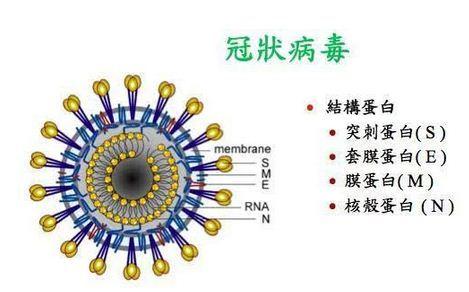 冠狀病毒
membrane
S
M
E
RNA
N
• 結構蛋白
• 突刺蛋白(S)
• 套膜蛋白(E)
• 膜蛋白(M)
• 核殼蛋白 (N)